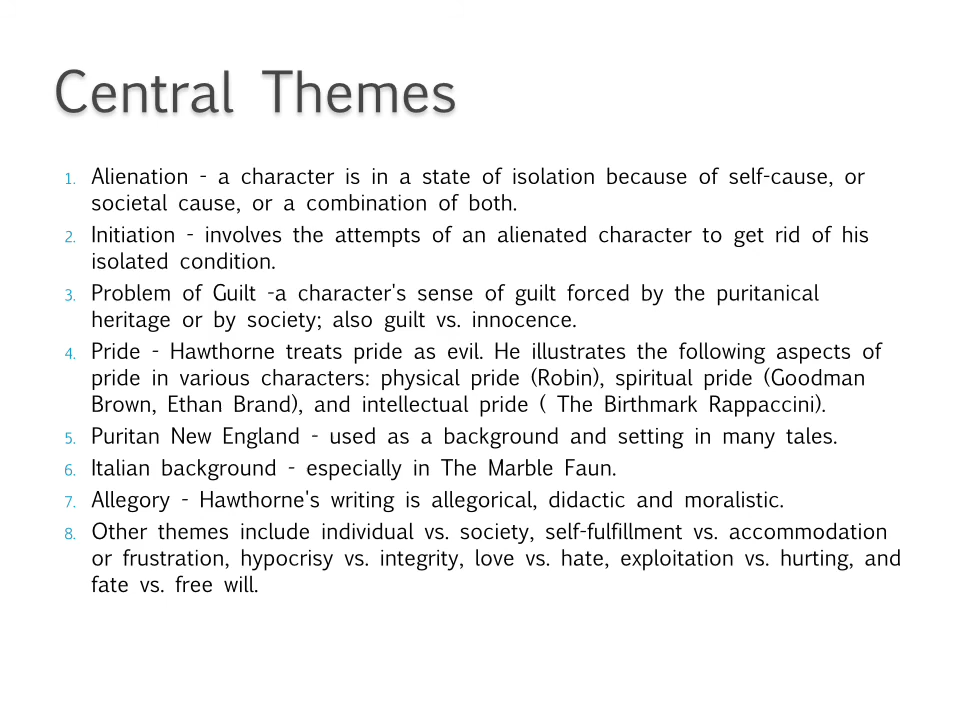 Central Themes
1. Alienation - a character is in a state of isolation because of self-cause, or
societal cause, or a combination of both.
2. Initiation - involves the attempts of an alienated character to get rid of his
isolated condition.
3. Problem of Guilt -a character's sense of guilt forced by the puritanical
heritage or by society; also guilt vs. innocence.
4. Pride - Hawthorne treats pride as evil. He illustrates the following aspects of
pride in various characters: physical pride (Robin), spiritual pride (Goodman
Brown, Ethan Brand), and intellectual pride ( The Birthmark Rappaccini).
5. Puritan New England - used as a background and setting in many tales.
6. Italian background - especially in The Marble Faun.
7. Allegory - Hawthorne's writing is allegorical, didactic and moralistic.
8. Other themes include individual vs. society, self-fulfillment vs. accommodation
or frustration, hypocrisy vs. integrity, love vs. hate, exploitation vs. hurting, and
fate vs. free will.